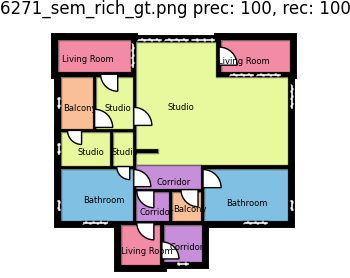 6271_sem_rich_gt.png prec: 100, rec: 100
Living Room
Living Room
Balcony
Studio
Studio
Studio
Studio
Corridor
Bathroom
Corridor
Balcony
Bathroom
Living Room
Corridor